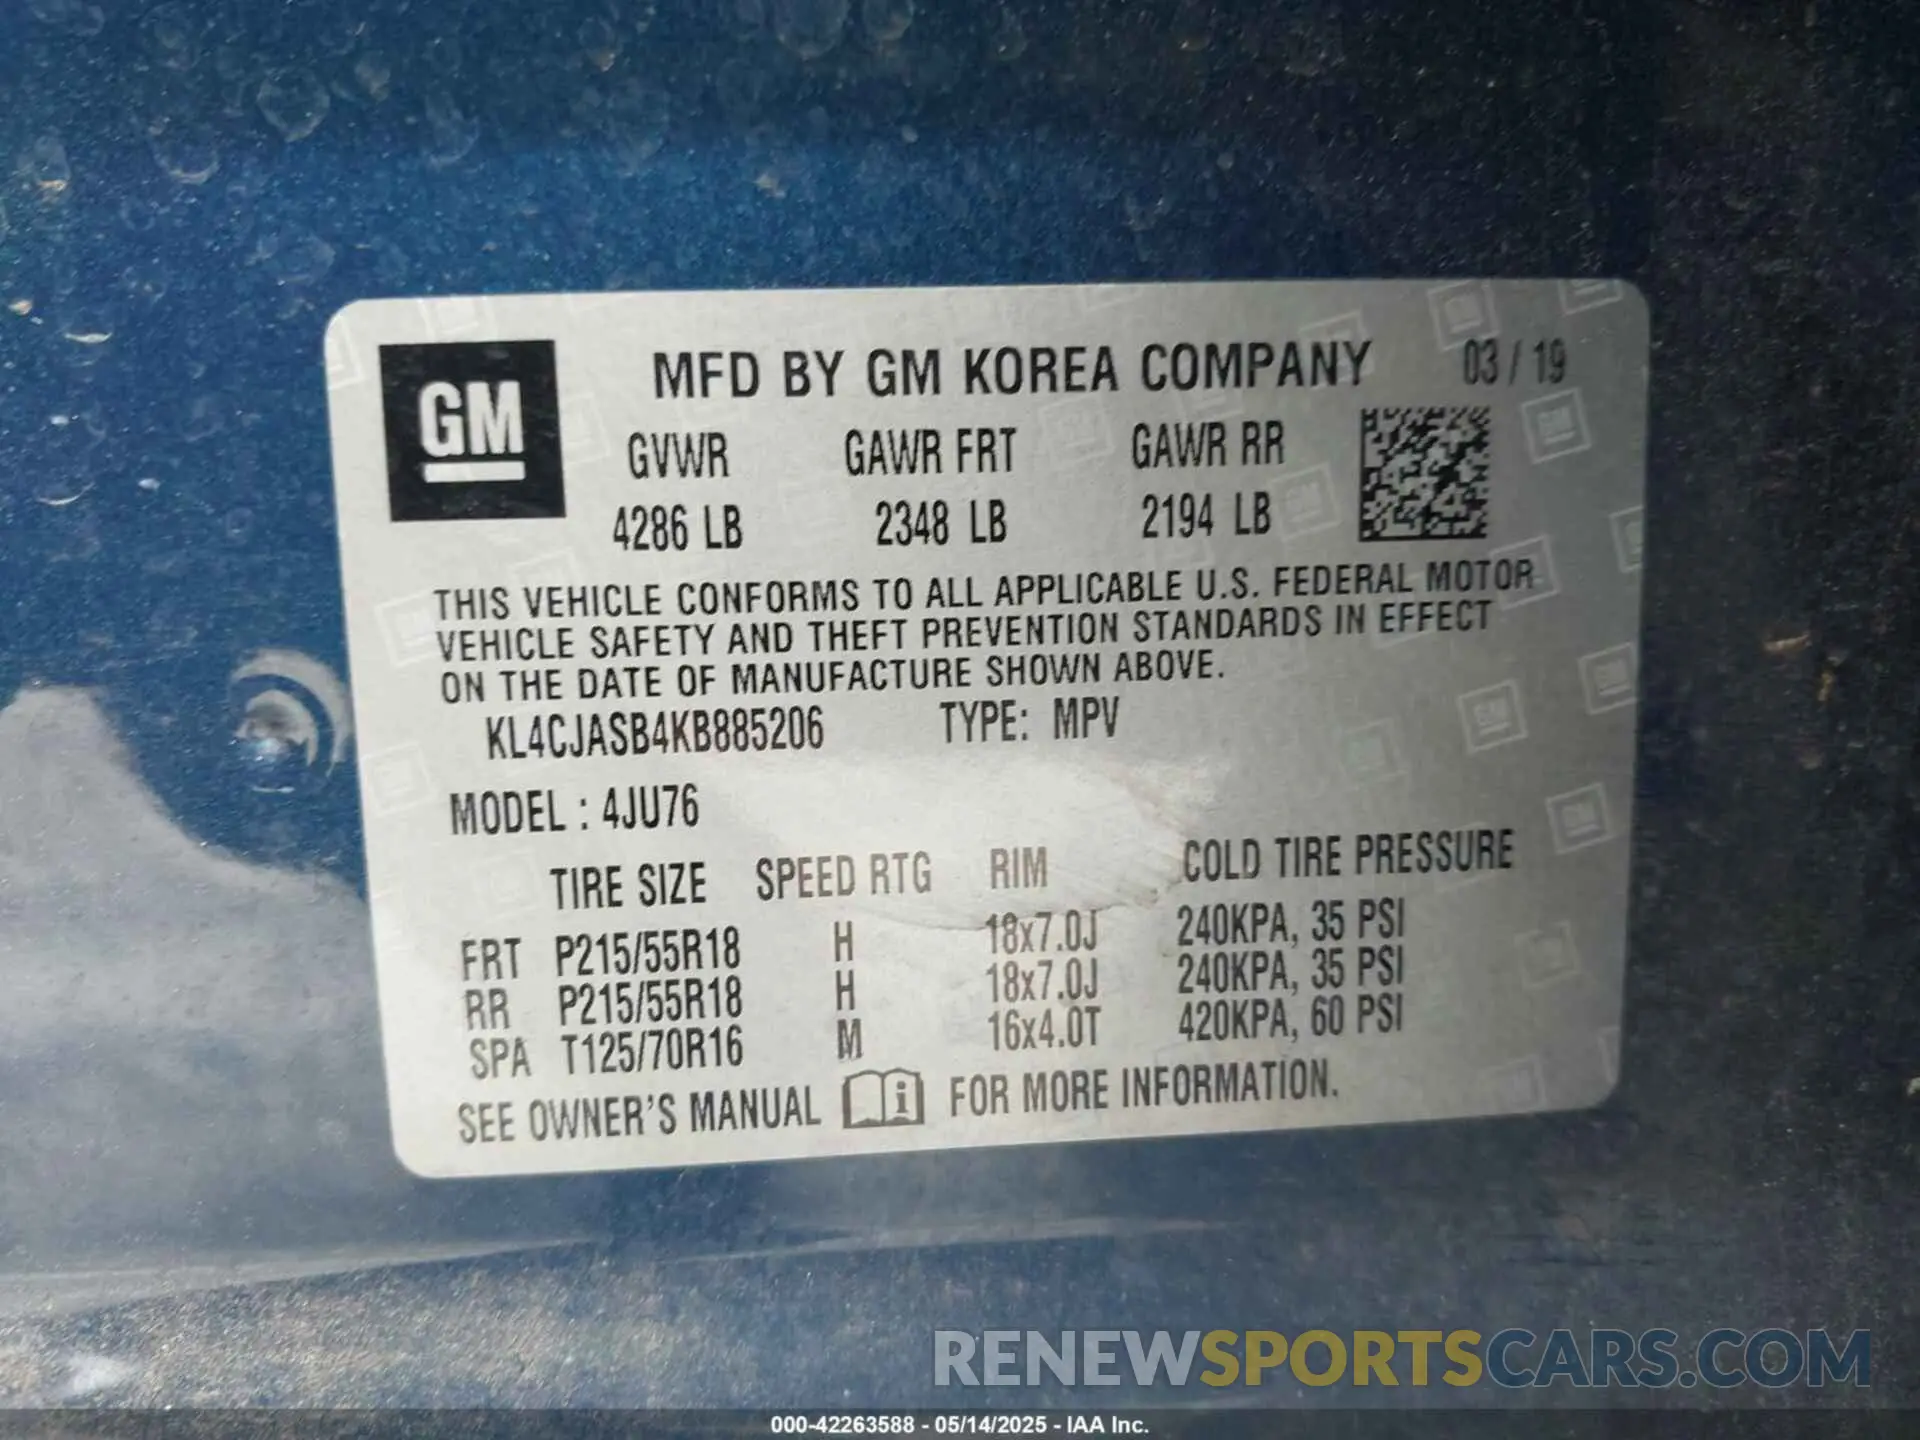 GM
MFD BY GM KOREA COMPANY 03 / 19
GVWR GAWR FRT GAWR RR
4286 LB 2348 LB 2194 LB
THIS VEHICLE CONFORMS TO ALL APPLICABLE U.S. FEDERAL MOTOR
VEHICLE SAFETY AND THEFT PREVENTION STANDARDS IN EFFECT
ON THE DATE OF MANUFACTURE SHOWN ABOVE.
KL4CJASB4KB885206 TYPE: MPV
MODEL : 4JU76
TIRE SIZE SPEED RTG RIM COLD TIRE PRESSURE
FRT P215/55R18 H 18x7.0J 240KPA, 35 PSI
RR P215/55R18 H 18x7.0J 240KPA, 35 PSI
SPA T125/70R16 M 16x4.0T 420KPA, 60 PSI
SEE OWNER'S MANUAL i FOR MORE INFORMATION.
RENEWSPORTSCARS.COM
000-42263588 - 05/14/2025 - IAA Inc.